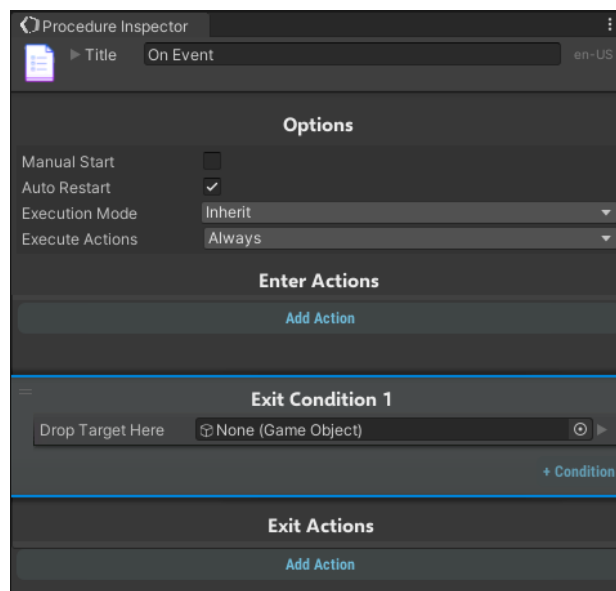 Procedure Inspector
Title On Event en-US
Options
Manual Start
Auto Restart
Execution Mode Inherit
Execute Actions Always
Enter Actions
Add Action
Exit Condition 1
Drop Target Here None (Game Object)
+ Condition
Exit Actions
Add Action